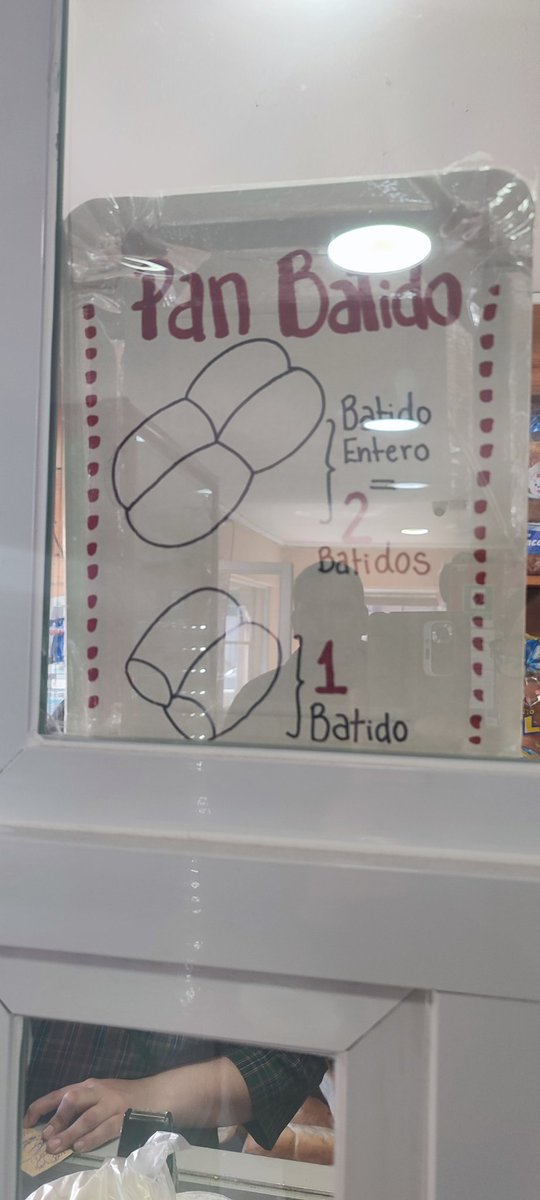 Pan Batido
Batido
Entero
=
2
Batidos
1
Batido